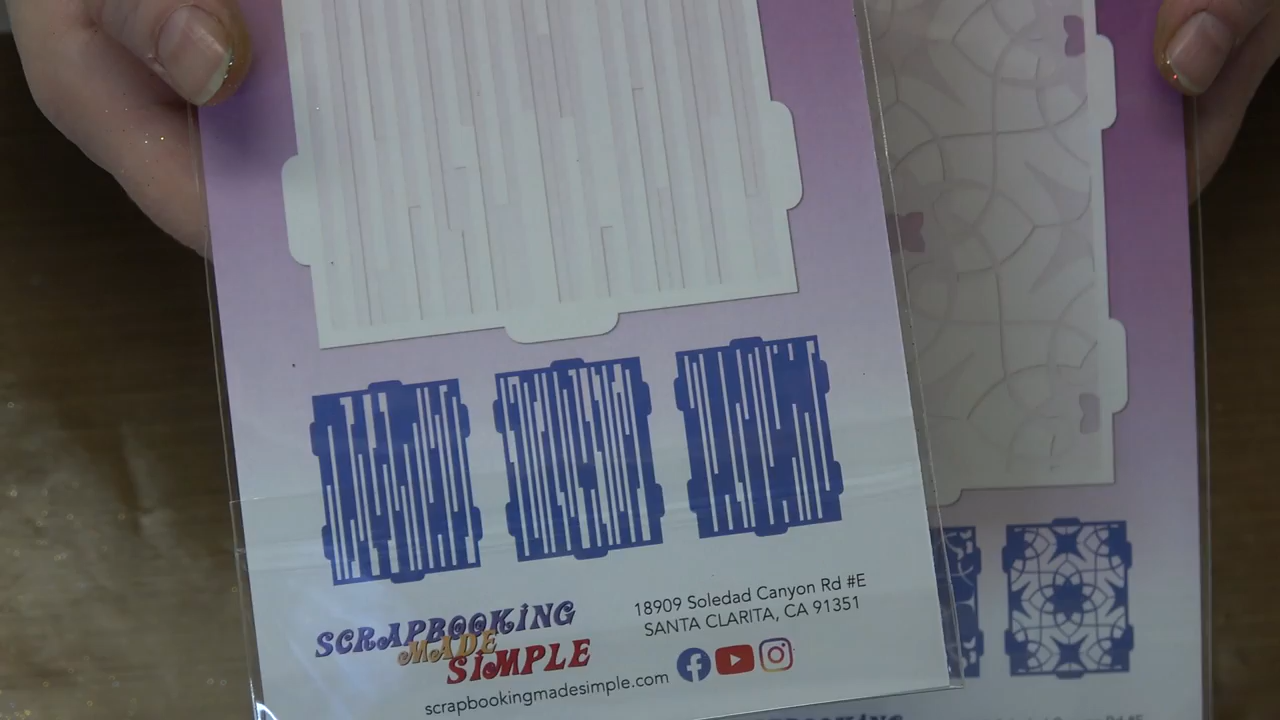 SCRAPBOOKING
MADE
SIMPLE
scrapbookingmadesimple.com
18909 Soledad Canyon Rd #E
SANTA CLARITA, CA 91351